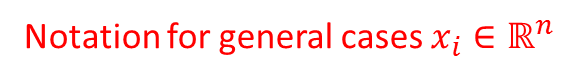 Notation for general cases 𝑥ᵢ ∈ ℝⁿ